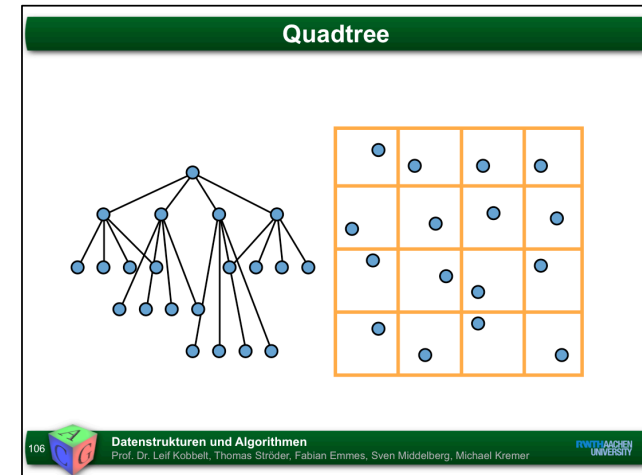 Quadtree
106
A
C G
Datenstrukturen und Algorithmen
Prof. Dr. Leif Kobbelt, Thomas Ströder, Fabian Emmes, Sven Middelberg, Michael Kremer
RWTHAACHEN
UNIVERSITY